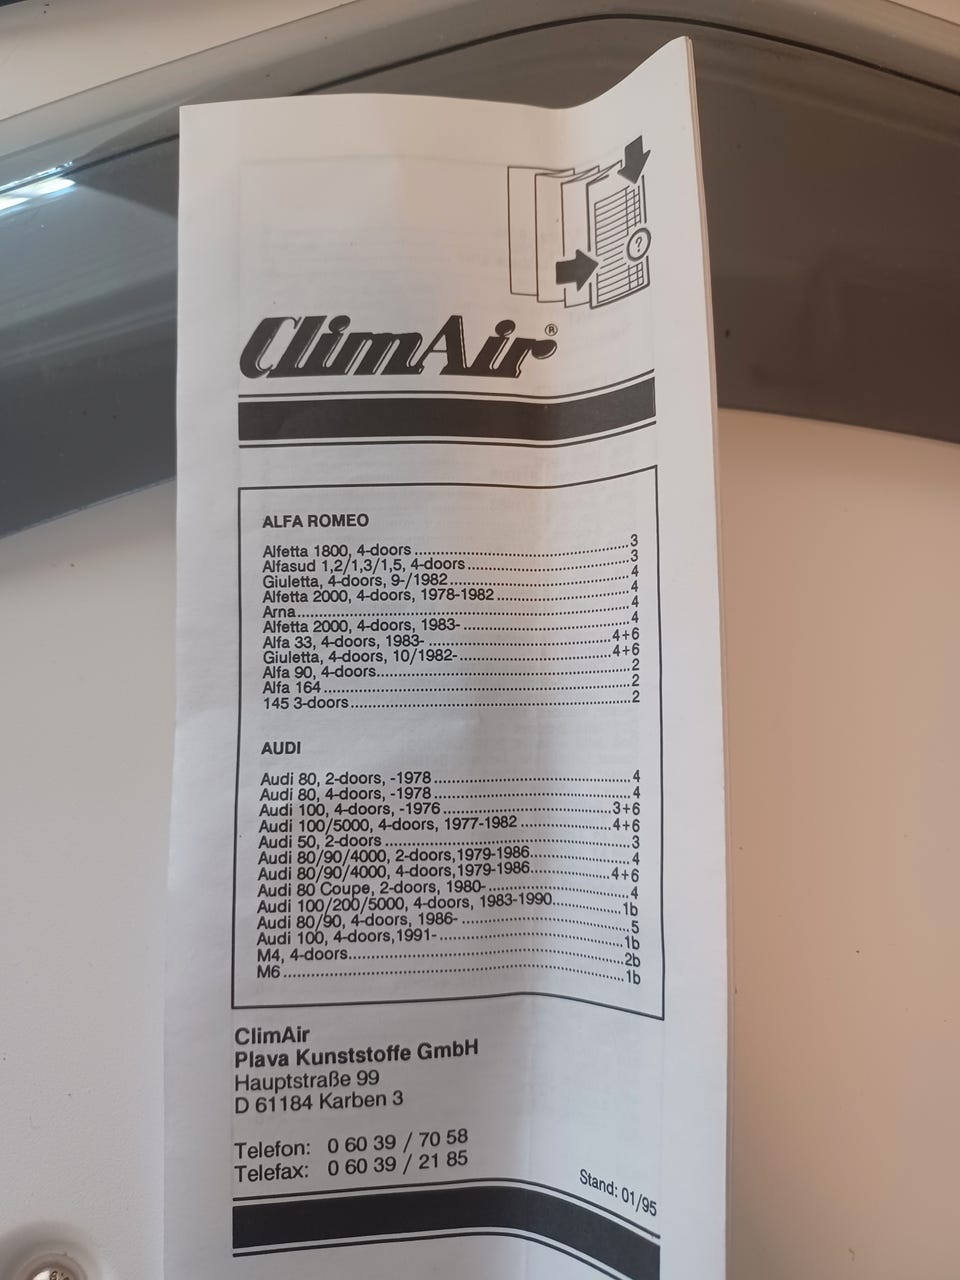 ?
ClimAir®
ALFA ROMEO
Alfetta 1800, 4-doors ........ 3
Alfasud 1,2/1,3/1,5, 4-doors ........ 3
Giuletta, 4-doors, 9-/1982 ........ 4
Alfetta 2000, 4-doors, 1978-1982 ........ 4
Arna ........ 4
Alfetta 2000, 4-doors, 1983- ........ 4
Alfa 33, 4-doors, 1983- ........ 4+6
Giuletta, 4-doors, 10/1982- ........ 4+6
Alfa 90, 4-doors ........ 2
Alfa 164 ........ 2
145 3-doors ........ 2
AUDI
Audi 80, 2-doors, -1978 ........ 4
Audi 80, 4-doors, -1978 ........ 4
Audi 100, 4-doors, -1976 ........ 3+6
Audi 100/5000, 4-doors, 1977-1982 ........ 4+6
Audi 50, 2-doors ........ 3
Audi 80/90/4000, 2-doors,1979-1986 ........ 4
Audi 80/90/4000, 4-doors,1979-1986 ........ 4+6
Audi 80 Coupe, 2-doors, 1980- ........ 4
Audi 100/200/5000, 4-doors, 1983-1990 ........ 1b
Audi 80/90, 4-doors, 1986- ........ 5
Audi 100, 4-doors,1991- ........ 1b
M4, 4-doors ........ 2b
M6 ........ 1b
ClimAir
Plava Kunststoffe GmbH
Hauptstraße 99
D 61184 Karben 3
Telefon: 0 60 39 / 70 58
Telefax: 0 60 39 / 21 85
Stand: 01/95